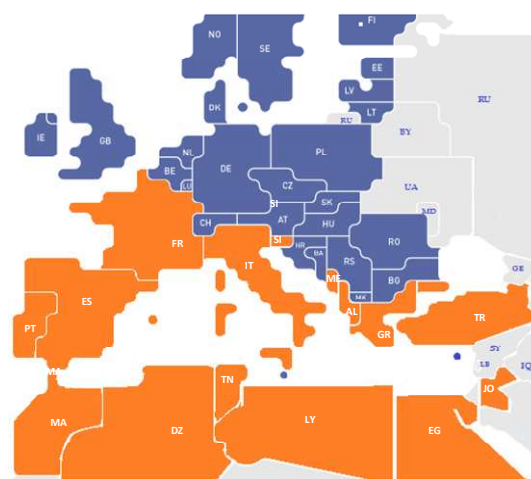 NO
SE
FI
EE
LV
LT
RU
RU
BY
DK
IE
GB
NL
BE
LU
DE
PL
UA
MD
CZ
SK
SI
AT
HU
CH
FR
SI
HR
BA
RS
RO
BG
IT
ME
MK
AL
GR
GE
TR
ES
PT
SY
LB
IQ
JO
MA
MA
DZ
TN
LY
EG